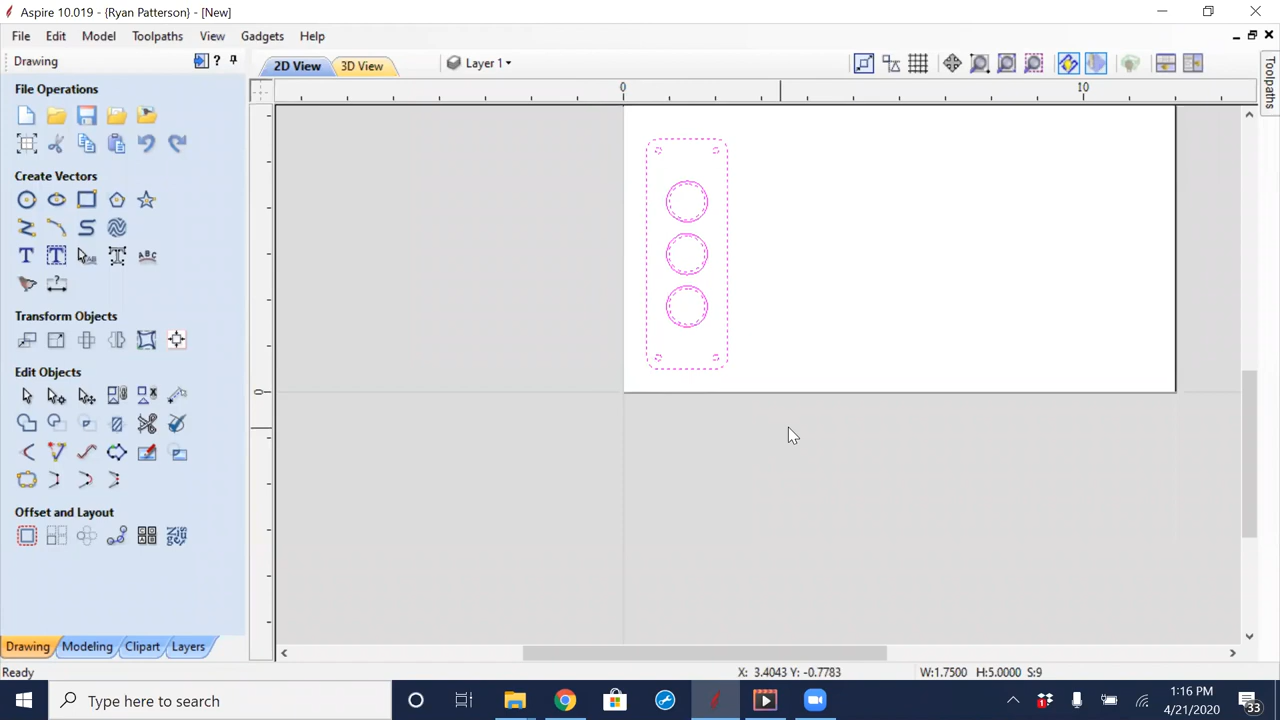 Aspire 10.019 - {Ryan Patterson} - [New]
File Edit Model Toolpaths View Gadgets Help
Drawing ?
2D View 3D View Layer 1
Toolpaths
File Operations
0 10
Create Vectors
Transform Objects
Edit Objects
0
Offset and Layout
Drawing Modeling Clipart Layers
Ready X: 3.4043 Y: -0.7783 W:1.7500 H:5.0000 S:9
Type here to search
1:16 PM
4/21/2020
33